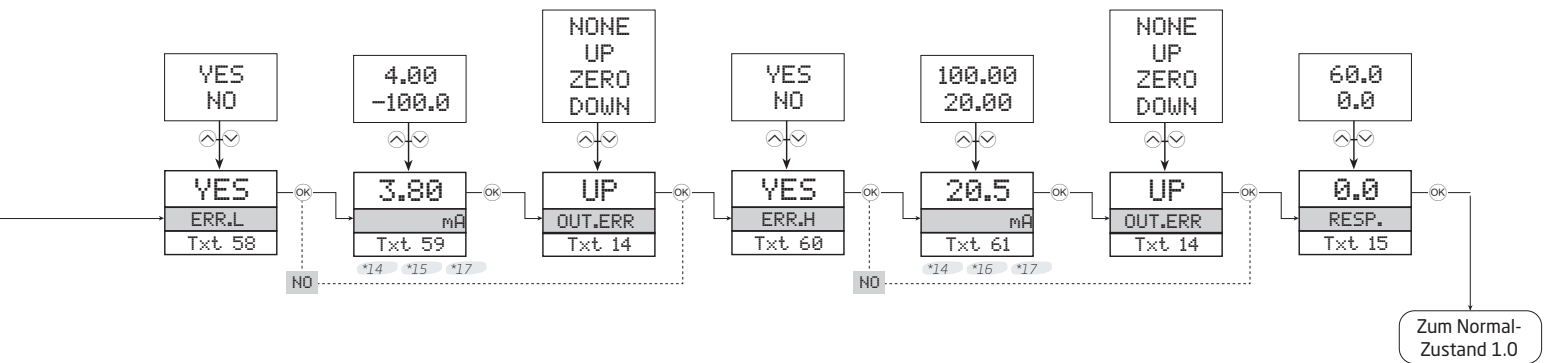 YES
NO
YES
OK
ERR.L
Txt 58
NO
4.00
-100.0
3.80
OK
mA
Txt 59
*14 *15 *17
NONE
UP
ZERO
DOWN
UP
OK
OUT.ERR
Txt 14
YES
NO
YES
OK
ERR.H
Txt 60
NO
100.00
20.00
20.5
OK
mA
Txt 61
*14 *16 *17
NONE
UP
ZERO
DOWN
UP
OK
OUT.ERR
Txt 14
60.0
0.0
0.0
OK
RESP.
Txt 15
Zum Normal-
Zustand 1.0